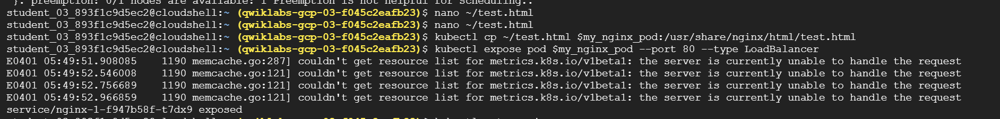 }. preemption: 0/1 nodes are available: 1 Preemption is not helpful for scheduling..
student_03_893f1c9d5ec2@cloudshell:~ (qwiklabs-gcp-03-f045c2eafb23)$ nano ~/test.html
student_03_893f1c9d5ec2@cloudshell:~ (qwiklabs-gcp-03-f045c2eafb23)$ nano ~/test.html
student_03_893f1c9d5ec2@cloudshell:~ (qwiklabs-gcp-03-f045c2eafb23)$ kubectl cp ~/test.html $my_nginx_pod:/usr/share/nginx/html/test.html
student_03_893f1c9d5ec2@cloudshell:~ (qwiklabs-gcp-03-f045c2eafb23)$ kubectl expose pod $my_nginx_pod --port 80 --type LoadBalancer
E0401 05:49:51.908085    1190 memcache.go:287] couldn't get resource list for metrics.k8s.io/v1beta1: the server is currently unable to handle the request
E0401 05:49:52.546008    1190 memcache.go:121] couldn't get resource list for metrics.k8s.io/v1beta1: the server is currently unable to handle the request
E0401 05:49:52.756689    1190 memcache.go:121] couldn't get resource list for metrics.k8s.io/v1beta1: the server is currently unable to handle the request
E0401 05:49:52.966859    1190 memcache.go:121] couldn't get resource list for metrics.k8s.io/v1beta1: the server is currently unable to handle the request
service/nginx-1-f947b58f-t7dx9 exposed